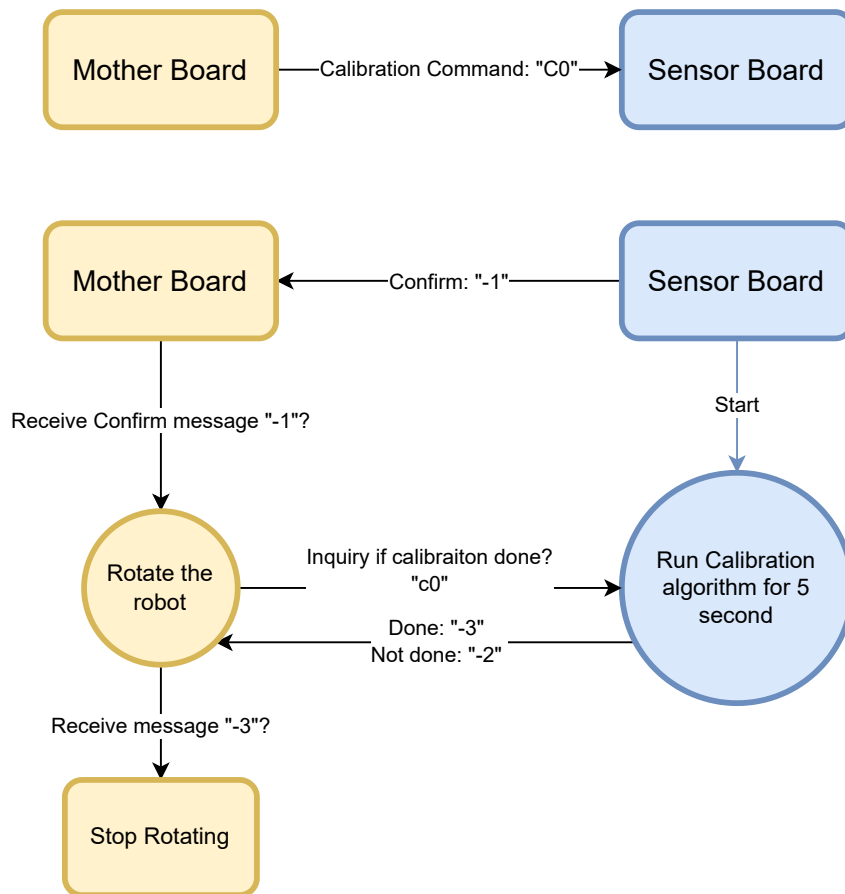 Mother Board
Calibration Command: "C0"
Sensor Board
Mother Board
Confirm: "-1"
Sensor Board
Receive Confirm message "-1"?
Start
Rotate the
robot
Inquiry if calibraiton done?
"c0"
Done: "-3"
Not done: "-2"
Run Calibration
algorithm for 5
second
Receive message "-3"?
Stop Rotating